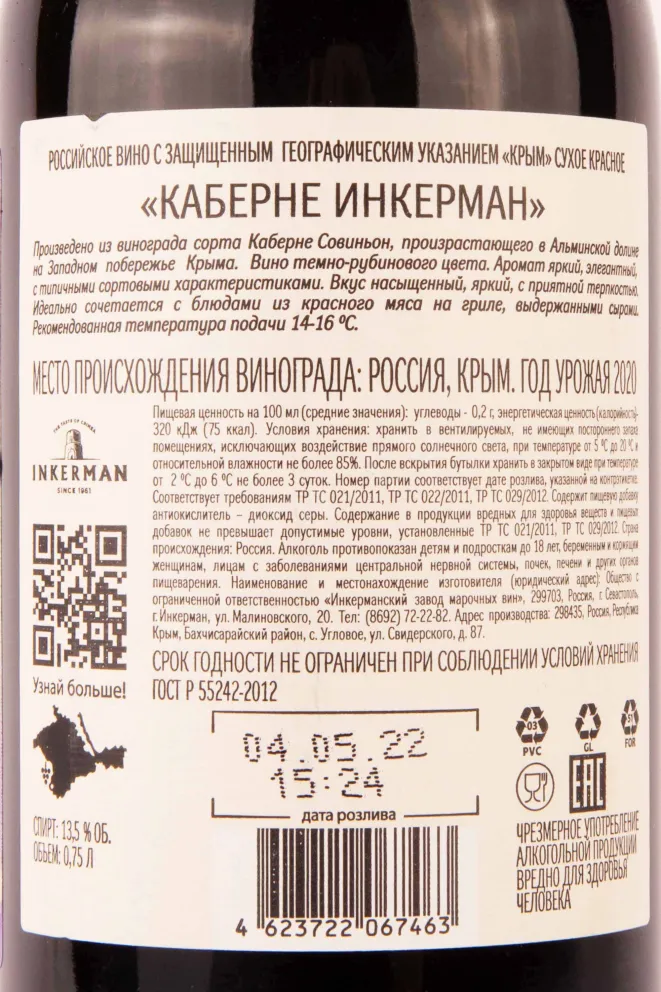 РОССИЙСКОЕ ВИНО С ЗАЩИЩЕННЫМ ГЕОГРАФИЧЕСКИМ УКАЗАНИЕМ «КРЫМ» СУХОЕ КРАСНОЕ
«КАБЕРНЕ ИНКЕРМАН»
Произведено из винограда сорта Каберне Совиньон, произрастающего в Альминской долине
на Западном побережье Крыма. Вино темно-рубинового цвета. Аромат яркий, элегантный,
с типичными сортовыми характеристиками. Вкус насыщенный, яркий, с приятной терпкостью.
Идеально сочетается с блюдами из красного мяса на гриле, выдержанными сырами.
Рекомендованная температура подачи 14-16 ºС.
МЕСТО ПРОИСХОЖДЕНИЯ ВИНОГРАДА: РОССИЯ, КРЫМ. ГОД УРОЖАЯ 2020
Пищевая ценность на 100 мл (средние значения): углеводы - 0,2 г, энергетическая ценность (калорийность)-
320 кДж (75 ккал). Условия хранения: хранить в вентилируемых, не имеющих постороннего запаха
помещениях, исключающих воздействие прямого солнечного света, при температуре от 5 ºС до 20 ºС и
относительной влажности не более 85%. После вскрытия бутылки хранить в закрытом виде при температуре
от 2 ºС до 6 ºС не более 3 суток. Номер партии соответствует дате розлива, указанной на контрэтикетке.
Соответствует требованиям ТР ТС 021/2011, ТР ТС 022/2011, ТР ТС 029/2012. Содержит пищевую добавку
антиокислитель – диоксид серы. Содержание в продукции вредных для здоровья веществ и пищевых
добавок не превышает допустимые уровни, установленные ТР ТС 021/2011, ТР ТС 029/2012. Страна
происхождения: Россия. Алкоголь противопоказан детям и подросткам до 18 лет, беременным и кормящим
женщинам, лицам с заболеваниями центральной нервной системы, почек, печени и других органов
пищеварения. Наименование и местонахождение изготовителя (юридический адрес): Общество с
ограниченной ответственностью «Инкерманский завод марочных вин», 299703, Россия, г. Севастополь,
г. Инкерман, ул. Малиновского, 20. Тел: (8692) 72-22-82. Адрес производства: 298435, Россия, Республика
Крым, Бахчисарайский район, с. Угловое, ул. Свидерского, д. 87.
СРОК ГОДНОСТИ НЕ ОГРАНИЧЕН ПРИ СОБЛЮДЕНИИ УСЛОВИЙ ХРАНЕНИЯ
ГОСТ Р 55242-2012
THE TASTE OF CRIMEA
INKERMAN
SINCE 1961
Узнай больше!
СПИРТ: 13,5 % ОБ.
ОБЪЕМ: 0,75 Л
04.05.22
15:24
дата розлива
4 623722 067463
03
PVC
GL
51
FOR
EAC
ЧРЕЗМЕРНОЕ УПОТРЕБЛЕНИЕ
АЛКОГОЛЬНОЙ ПРОДУКЦИИ
ВРЕДНО ДЛЯ ЗДОРОВЬЯ
ЧЕЛОВЕКА